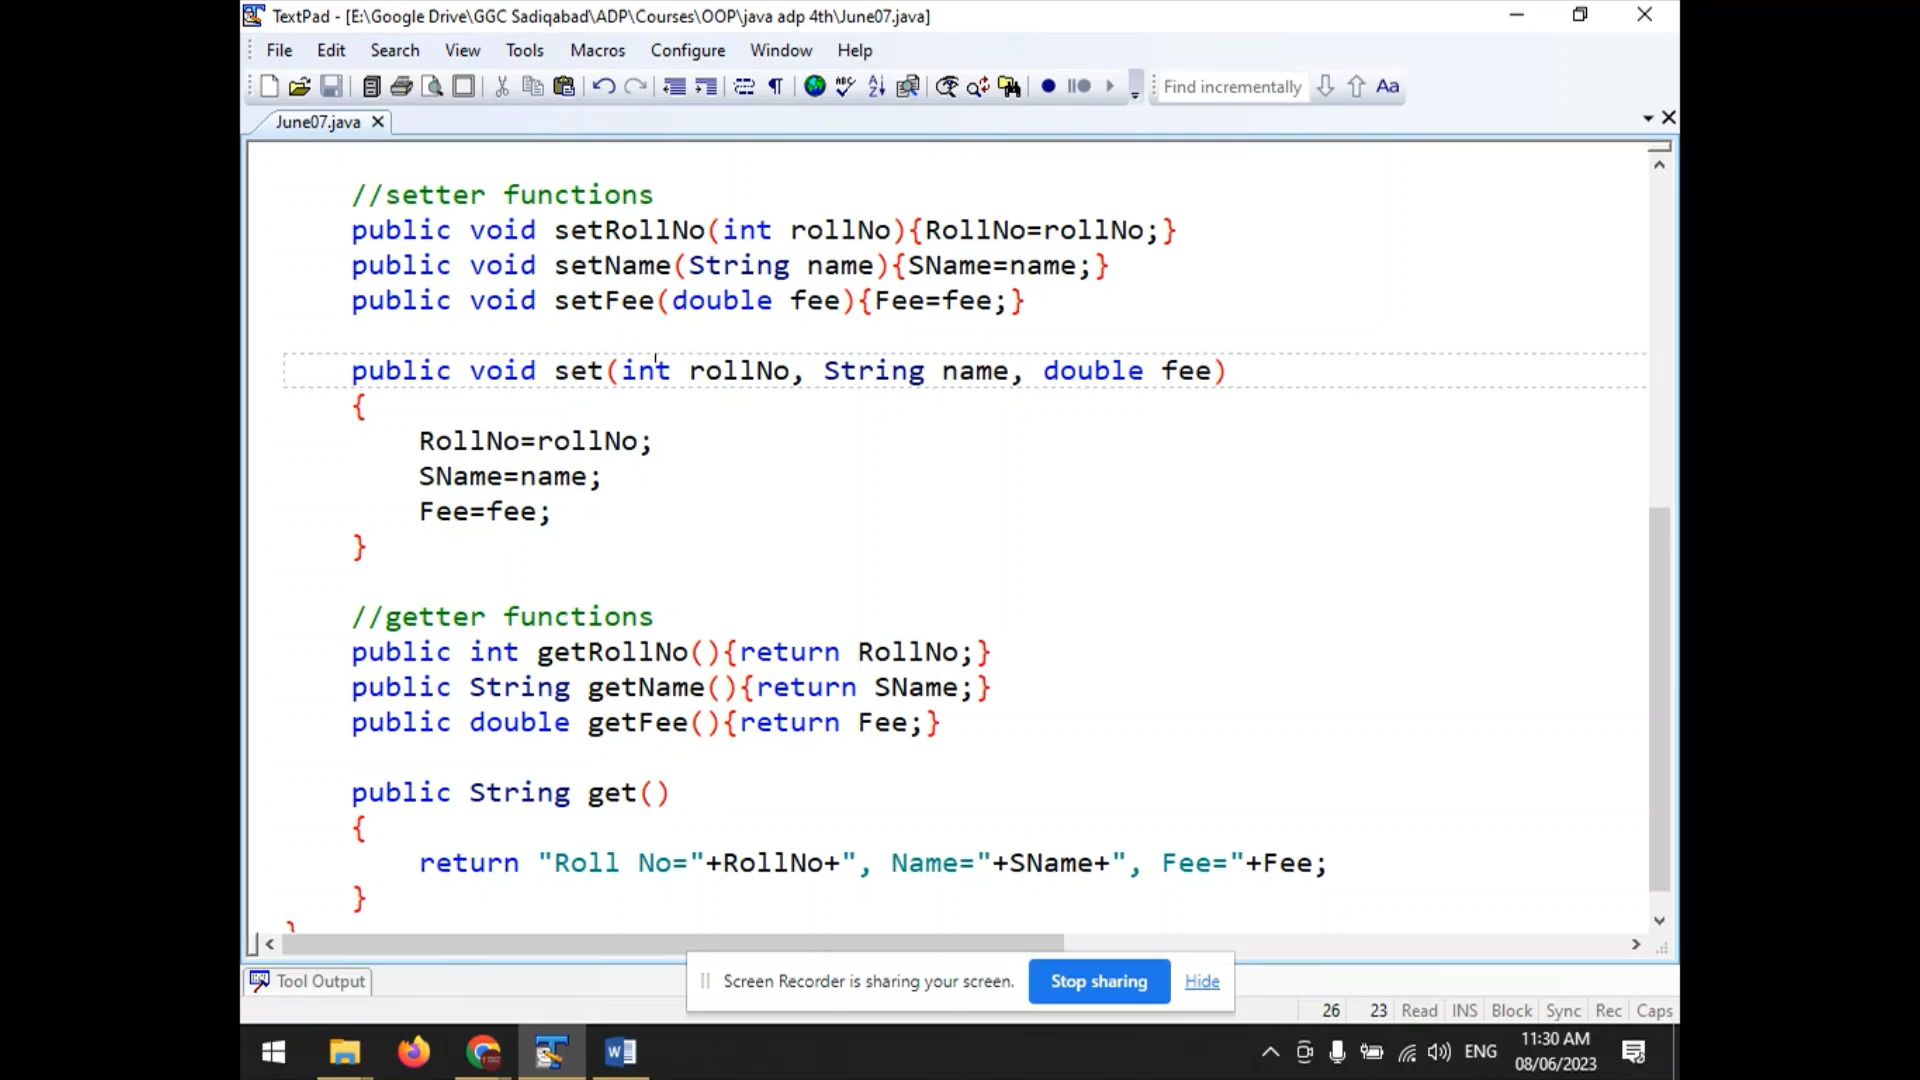 TextPad - [E:\Google Drive\GGC Sadiqabad\ADP\Courses\OOP\java adp 4th\June07.java]
File Edit Search View Tools Macros Configure Window Help
Find incrementally Aa
June07.java
//setter functions
public void setRollNo(int rollNo){RollNo=rollNo;}
public void setName(String name){SName=name;}
public void setFee(double fee){Fee=fee;}
public void set(int rollNo, String name, double fee)
{
RollNo=rollNo;
SName=name;
Fee=fee;
}
//getter functions
public int getRollNo(){return RollNo;}
public String getName(){return SName;}
public double getFee(){return Fee;}
public String get()
{
return "Roll No="+RollNo+", Name="+SName+", Fee="+Fee;
}
}
Tool Output
Screen Recorder is sharing your screen. Stop sharing Hide
26 23 Read INS Block Sync Rec Caps
ENG 11:30 AM
08/06/2023